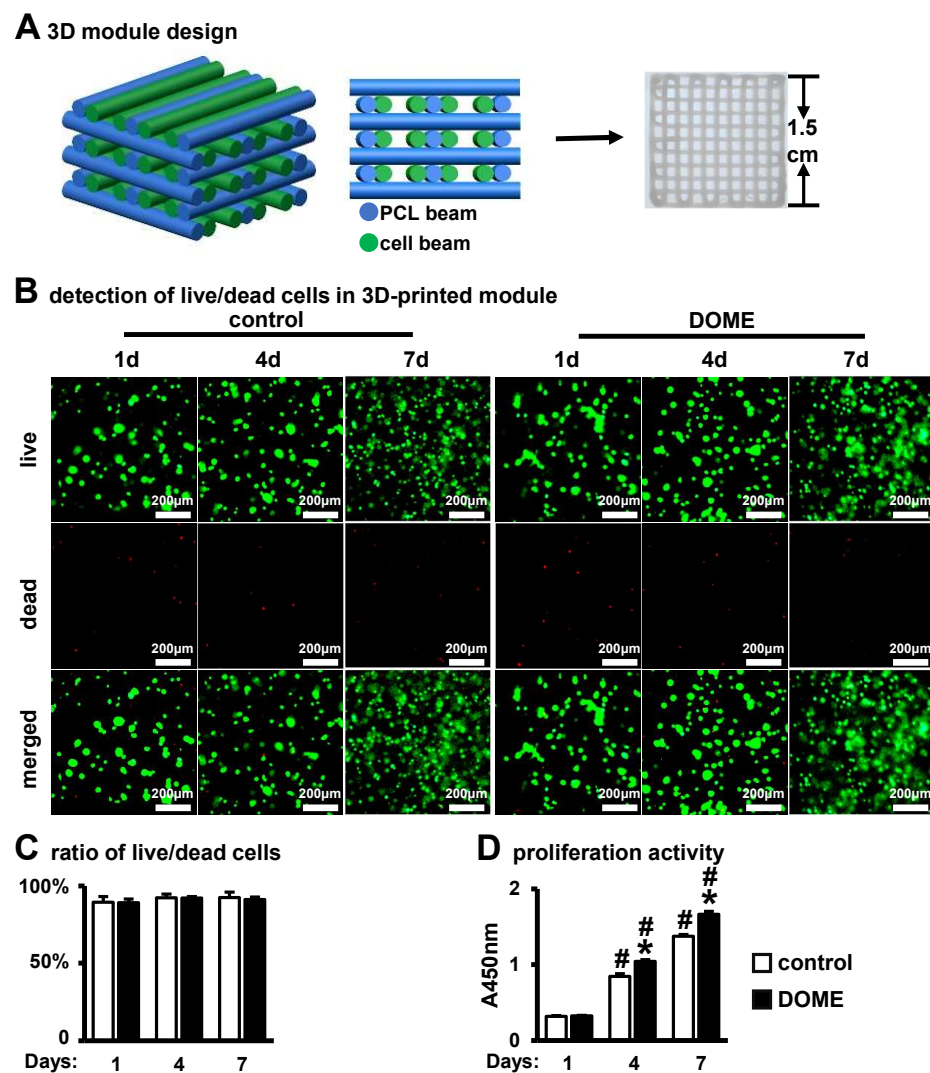 A 3D module design
1.5
cm
PCL beam
cell beam
B detection of live/dead cells in 3D-printed module
control DOME
1d 4d 7d 1d 4d 7d
live
200μm 200μm 200μm 200μm 200μm 200μm
dead
200μm 200μm 200μm 200μm 200μm 200μm
merged
200μm 200μm 200μm 200μm 200μm 200μm
C ratio of live/dead cells
100%
50%
0
Days: 1 4 7
D proliferation activity
A450nm
2
1
0
# # * # # *
Days: 1 4 7
control
DOME